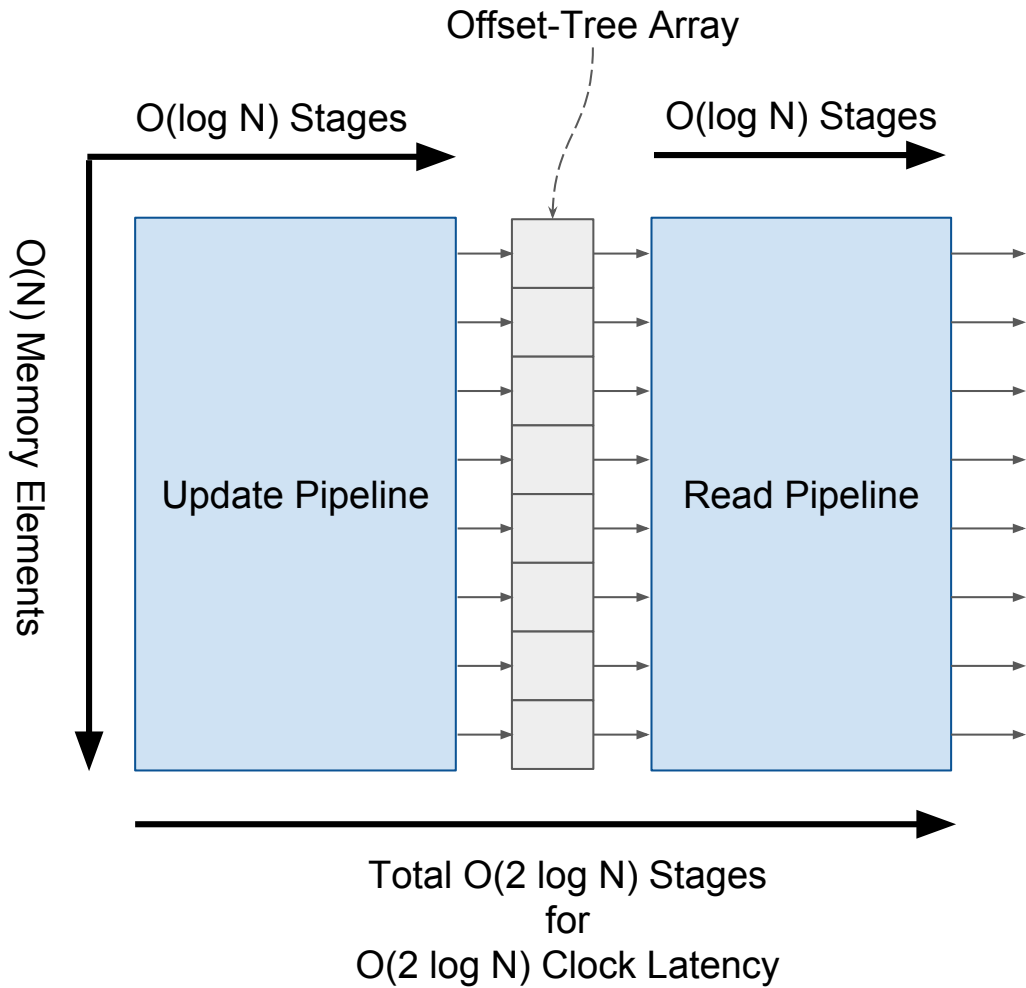 Offset-Tree Array
O(log N) Stages
O(log N) Stages
O(N) Memory Elements
Update Pipeline
Read Pipeline
Total O(2 log N) Stages
for
O(2 log N) Clock Latency